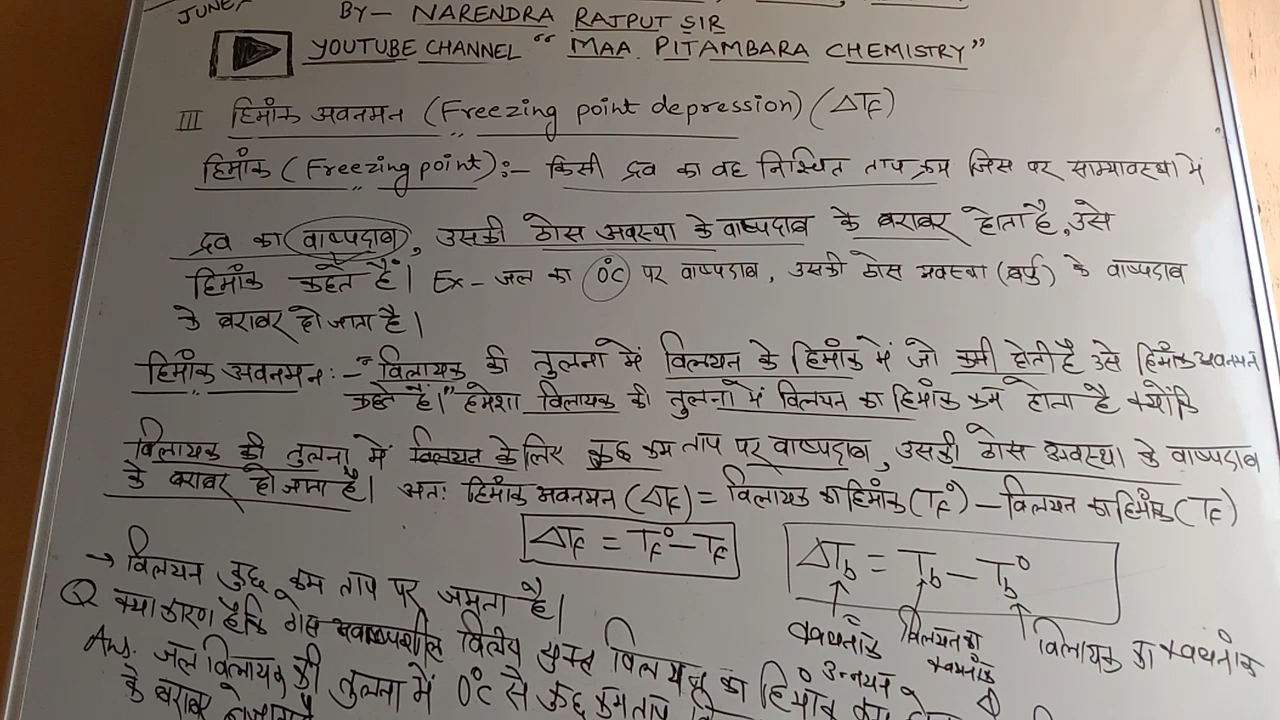 JUNE
BY- NARENDRA RAJPUT SIR
YOUTUBE CHANNEL “ MAA PITAMBARA CHEMISTRY”
III हिमांक अवनमन (Freezing point depression) (ΔTF)
हिमांक (Freezing point):- किसी द्रव का वह निश्चित ताप क्रम जिस पर साम्यावस्था में
द्रव का वाष्पदाब, उसकी ठोस अवस्था के वाष्पदाब के बराबर होता है, उसे
हिमांक कहते हैं। Ex- जल का 0°C पर वाष्पदाब, उसकी ठोस अवस्था (बर्फ) के वाष्पदाब
के बराबर हो जाता है।
हिमांक अवनमन:- “विलायक की तुलना में विलयन के हिमांक में जो कमी होती है उसे हिमांक अवनमन
कहते हैं।” हमेशा विलायक की तुलना में विलयन का हिमांक कम होता है क्योंकि
विलायक की तुलना में विलयन के लिए कुछ कम ताप पर वाष्पदाब, उसकी ठोस अवस्था के वाष्पदाब
के बराबर हो जाता है। अतः हिमांक अवनमन (ΔF) = विलायक का हिमांक (TF°) – विलयन का हिमांक (TF)
ΔTF = TF° – TF
ΔTb = Tb – Tb°
→ विलयन कुछ कम ताप पर जमता है।
क्वथनांक उन्नयन
विलयन का क्वथनांक
विलायक का क्वथनांक
Q क्या कारण है कि विलेय युक्त विलयन का हिमांक
Ans. जल विलायक की तुलना में 0°C से कुछ कम ताप
के बराबर